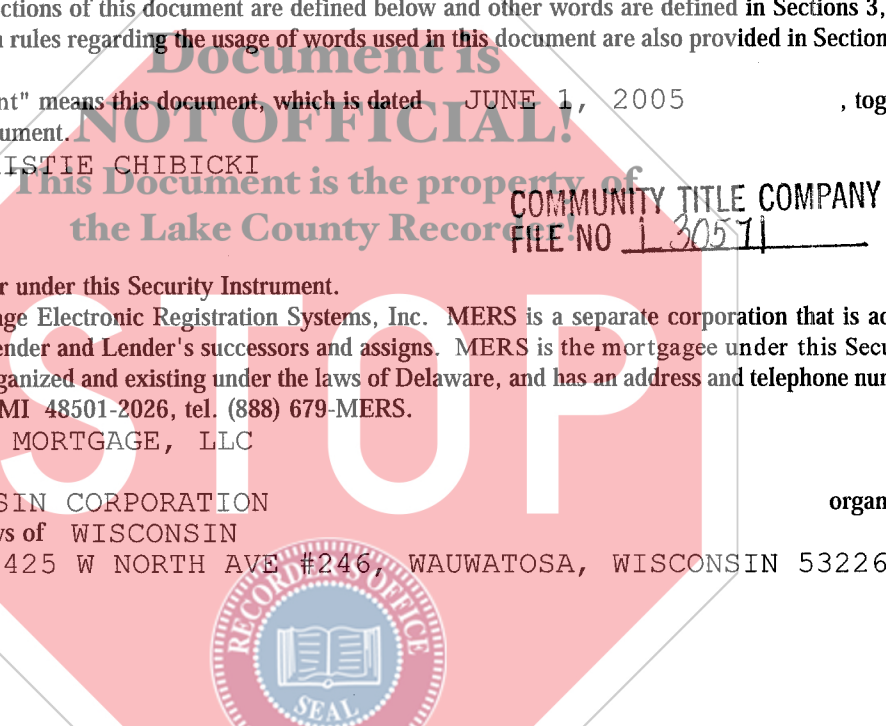 ctions of this document are defined below and other words are defined in Sections 3,
rules regarding the usage of words used in this document are also provided in Section
Document is
nt" means this document, which is dated JUNE 1, 2005 , tog
ument.
NOT OFFICIAL!
ISTIE CHIBICKI
This Document is the property of
COMMUNITY TITLE COMPANY
the Lake County Recorder!
FILE NO L 30571
r under this Security Instrument.
age Electronic Registration Systems, Inc. MERS is a separate corporation that is ac
ender and Lender's successors and assigns. MERS is the mortgagee under this Secu
ganized and existing under the laws of Delaware, and has an address and telephone nun
MI 48501-2026, tel. (888) 679-MERS.
MORTGAGE, LLC
STOP
SIN CORPORATION organ
ws of WISCONSIN
425 W NORTH AVE #246, WAUWATOSA, WISCONSIN 53226
RECORDER'S OFFICE
SEAL